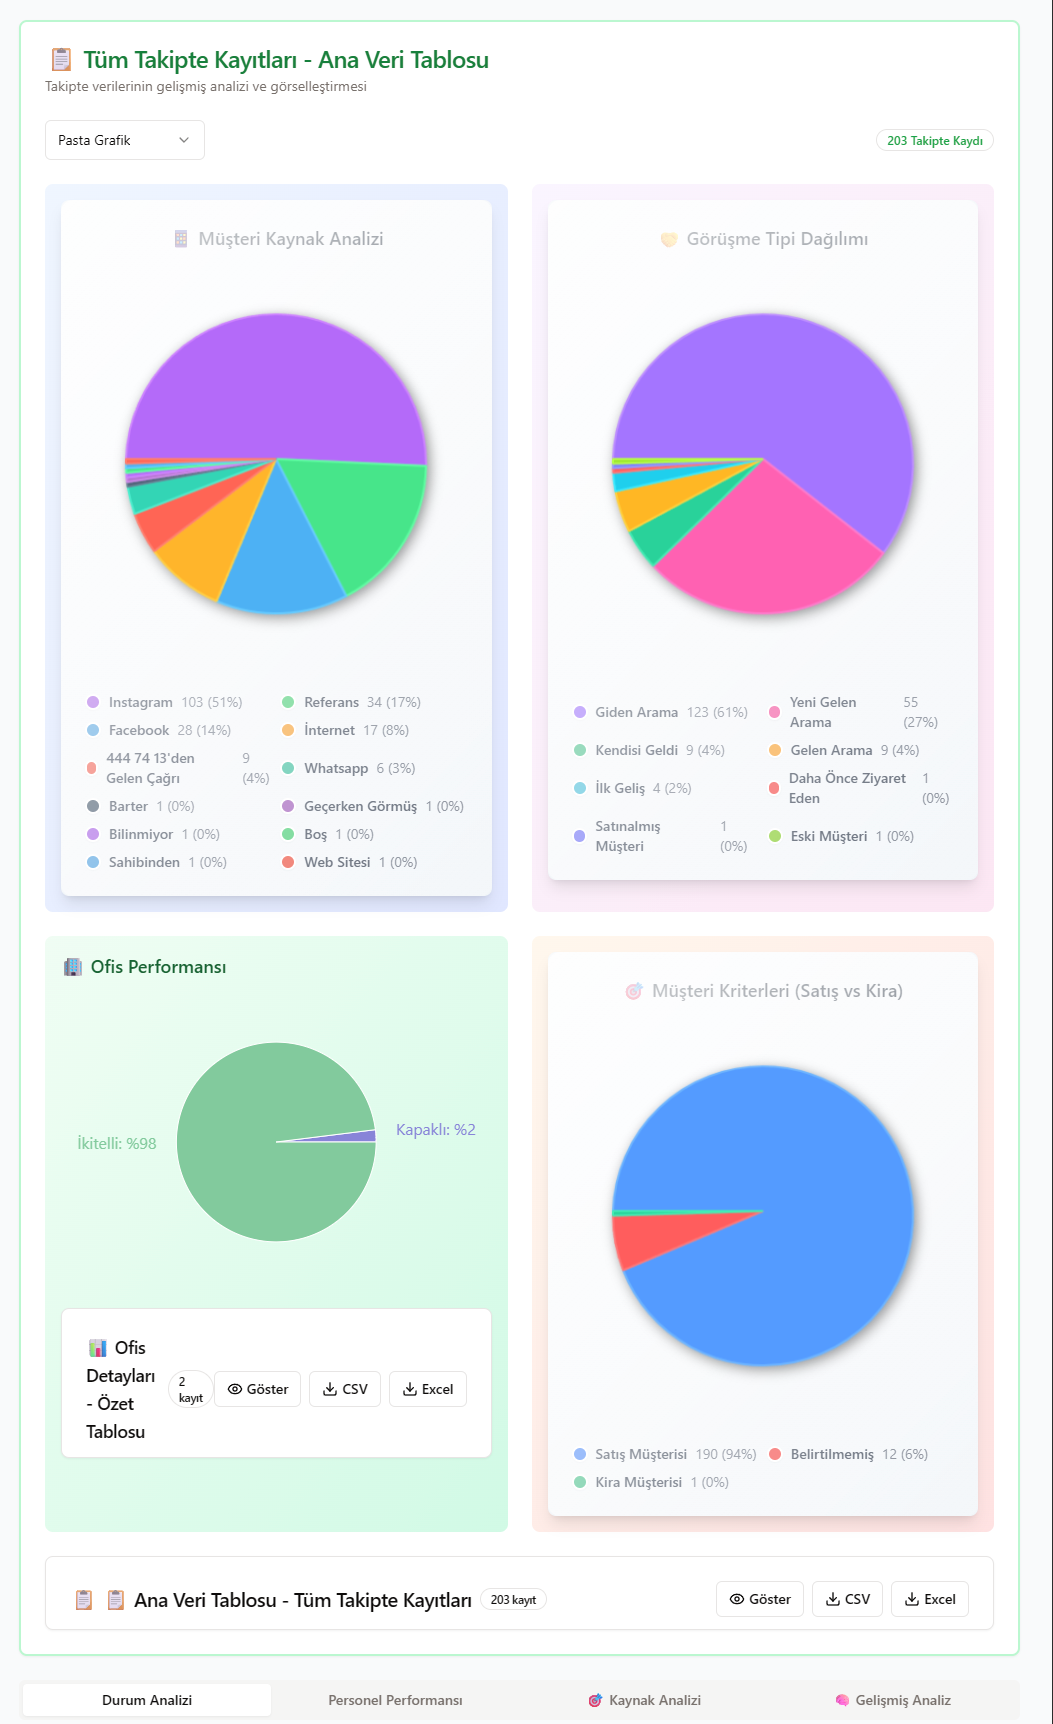 Tüm Takipte Kayıtları - Ana Veri Tablosu
Takipte verilerinin gelişmiş analizi ve görselleştirmesi
Pasta Grafik
203 Takipte Kaydı
Müşteri Kaynak Analizi
Instagram 103 (51%)
Referans 34 (17%)
Facebook 28 (14%)
İnternet 17 (8%)
444 74 13'den
Gelen Çağrı
9
(4%)
Whatsapp 6 (3%)
Barter 1 (0%)
Geçerken Görmüş 1 (0%)
Bilinmiyor 1 (0%)
Boş 1 (0%)
Sahibinden 1 (0%)
Web Sitesi 1 (0%)
Görüşme Tipi Dağılımı
Giden Arama 123 (61%)
Yeni Gelen
Arama
55
(27%)
Kendisi Geldi 9 (4%)
Gelen Arama 9 (4%)
İlk Geliş 4 (2%)
Daha Önce Ziyaret
Eden
1
(0%)
Satınalmış
Müşteri
1
(0%)
Eski Müşteri 1 (0%)
Ofis Performansı
İkitelli: %98
Kapaklı: %2
Ofis
Detayları
- Özet
Tablosu
2
kayıt
Göster
CSV
Excel
Müşteri Kriterleri (Satış vs Kira)
Satış Müşterisi 190 (94%)
Belirtilmemiş 12 (6%)
Kira Müşterisi 1 (0%)
Ana Veri Tablosu - Tüm Takipte Kayıtları
203 kayıt
Göster
CSV
Excel
Durum Analizi
Personel Performansı
Kaynak Analizi
Gelişmiş Analiz